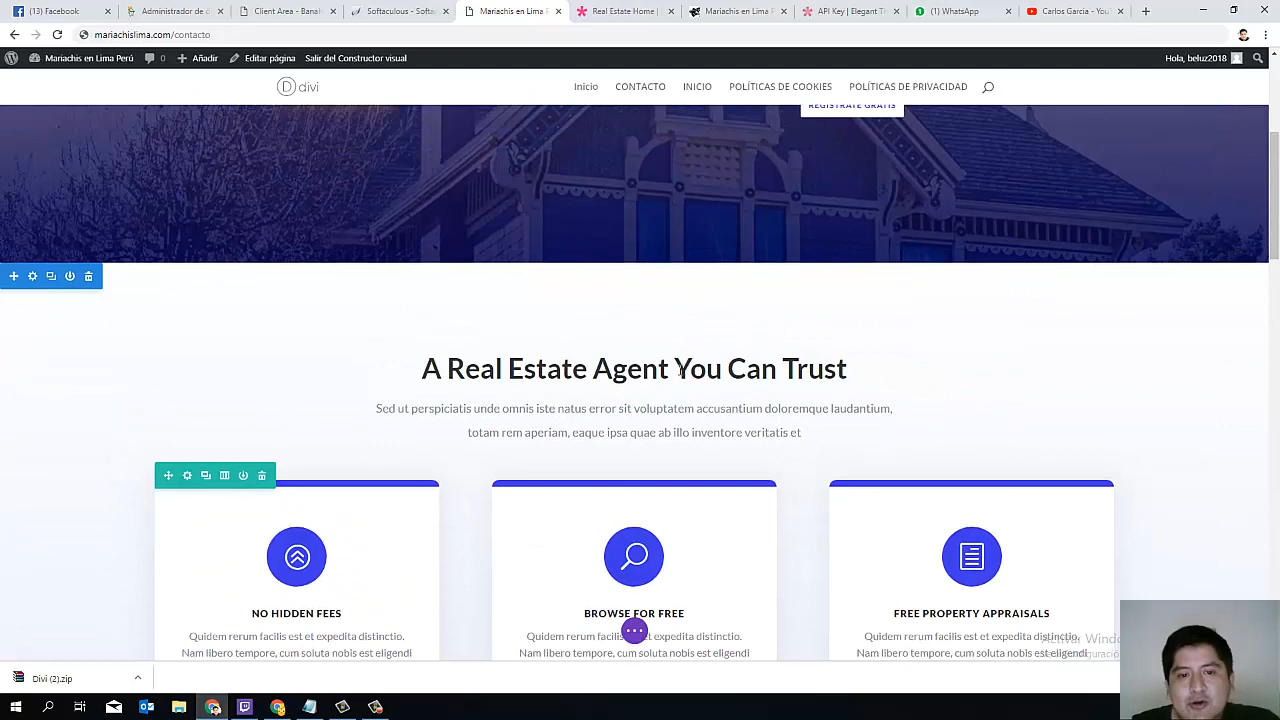 (13) Facebook
Administrador de d
Client Area - Banah
Softaculous - Softac
Mariachis en Lima P
Real Estate Home |
Mariachis en Lima P
API Key | Elegant T
(1) WhatsApp
Carlos Garcia - You
mariachislima.com/contacto
Mariachis en Lima Perú
0
Añadir
Editar página
Salir del Constructor visual
Hola, beluz2018
D divi
Inicio
CONTACTO
INICIO
POLÍTICAS DE COOKIES
POLÍTICAS DE PRIVACIDAD
REGISTRATE GRATIS
A Real Estate Agent You Can Trust
Sed ut perspiciatis unde omnis iste natus error sit voluptatem accusantium doloremque laudantium,
totam rem aperiam, eaque ipsa quae ab illo inventore veritatis et
NO HIDDEN FEES
BROWSE FOR FREE
FREE PROPERTY APPRAISALS
Quidem rerum facilis est et expedita distinctio.
Nam libero tempore, cum soluta nobis est eligendi
Quidem rerum facilis est et expedita distinctio.
Nam libero tempore, cum soluta nobis est eligendi
Quidem rerum facilis est et expedita distinctio.
Nam libero tempore, cum soluta nobis est eligendi
Divi (2).zip